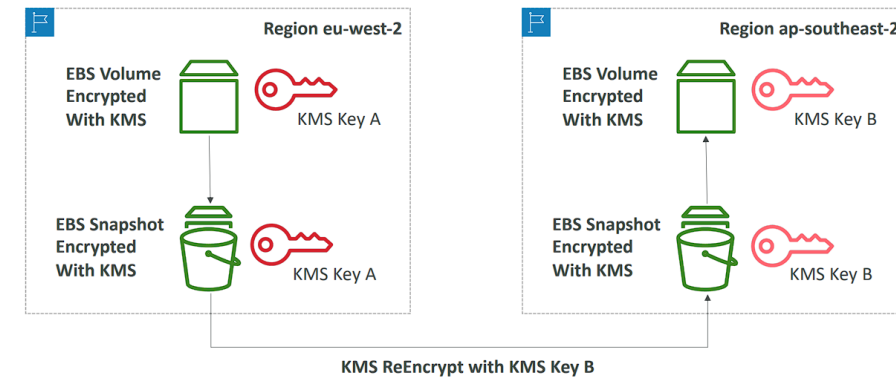 Region eu-west-2
EBS Volume
Encrypted
With KMS
KMS Key A
EBS Snapshot
Encrypted
With KMS
KMS Key A
Region ap-southeast-2
EBS Volume
Encrypted
With KMS
KMS Key B
EBS Snapshot
Encrypted
With KMS
KMS Key B
KMS ReEncrypt with KMS Key B